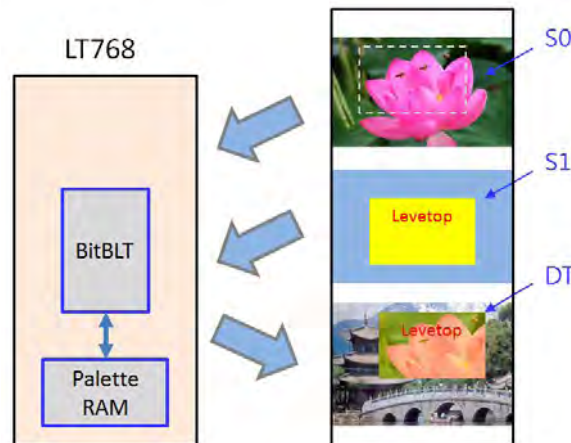 LT768
BitBLT
Palette
RAM
S0
Levetop
S1
Levetop
DT